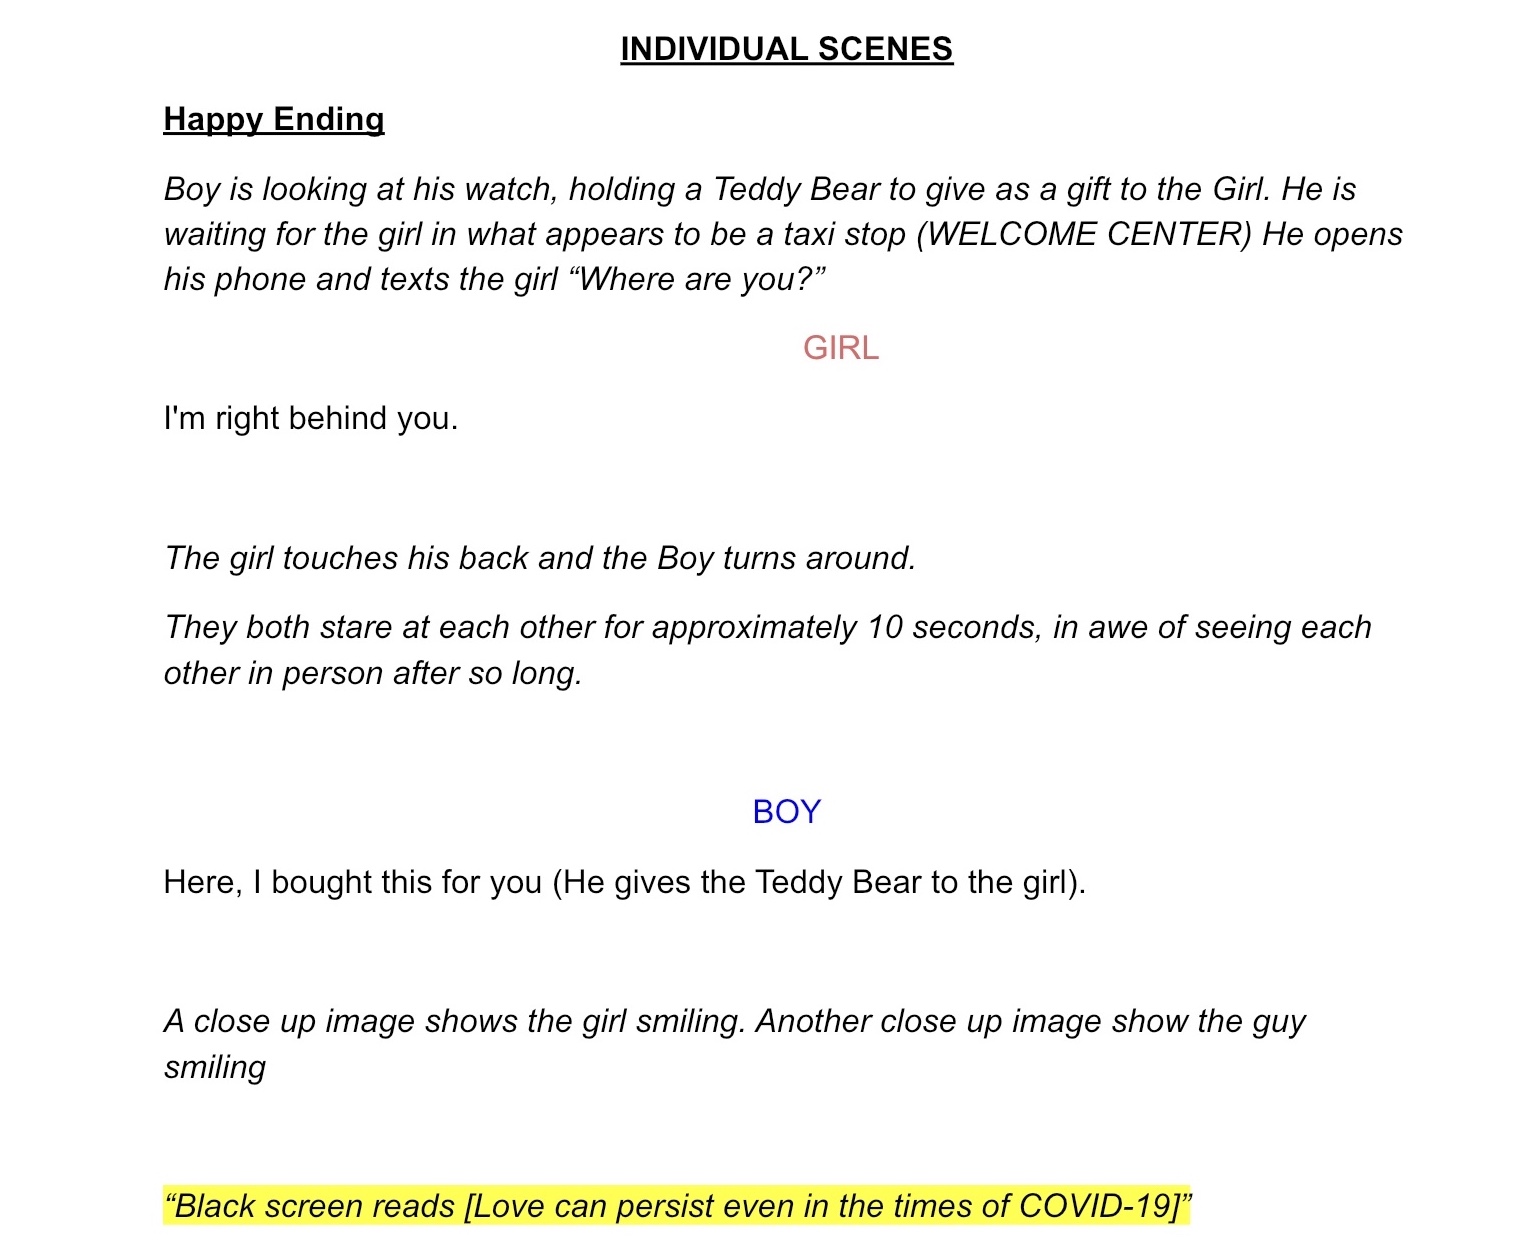 INDIVIDUAL SCENES
Happy Ending
Boy is looking at his watch, holding a Teddy Bear to give as a gift to the Girl. He is
waiting for the girl in what appears to be a taxi stop (WELCOME CENTER) He opens
his phone and texts the girl “Where are you?”
GIRL
I'm right behind you.
The girl touches his back and the Boy turns around.
They both stare at each other for approximately 10 seconds, in awe of seeing each
other in person after so long.
BOY
Here, I bought this for you (He gives the Teddy Bear to the girl).
A close up image shows the girl smiling. Another close up image show the guy
smiling
“Black screen reads [Love can persist even in the times of COVID-19]”